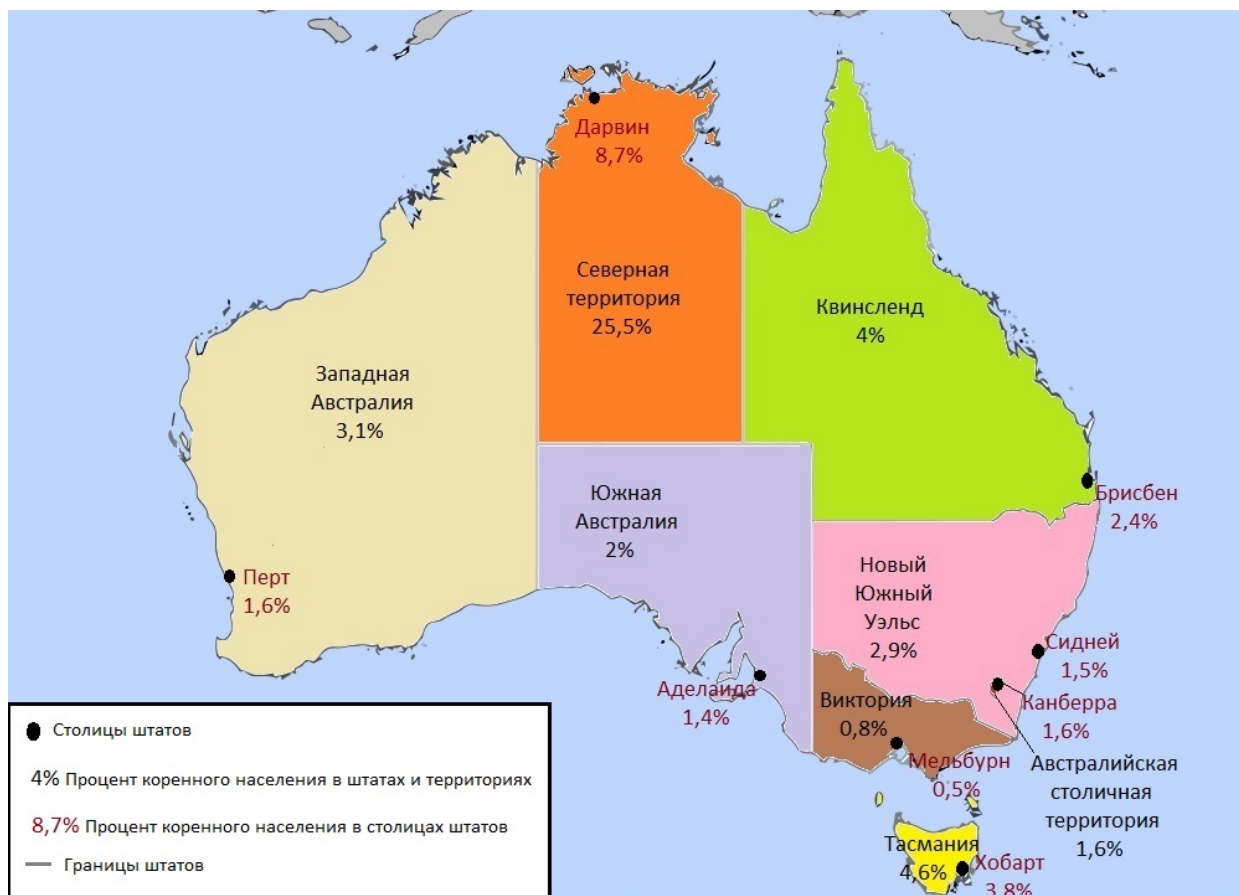 Дарвин
8,7%
Северная
территория
25,5%
Квинсленд
4%
Западная
Австралия
3,1%
Южная
Австралия
2%
Брисбен
2,4%
Новый
Южный
Уэльс
2,9%
Перт
1,6%
Сидней
1,5%
Аделаида
1,4%
Виктория
0,8%
Канберра
1,6%
Мельбурн
0,5%
Австралийская
столичная
территория
1,6%
Тасмания
4,6%
Хобарт
3,8%
Столицы штатов
4% Процент коренного населения в штатах и территориях
8,7% Процент коренного населения в столицах штатов
Границы штатов